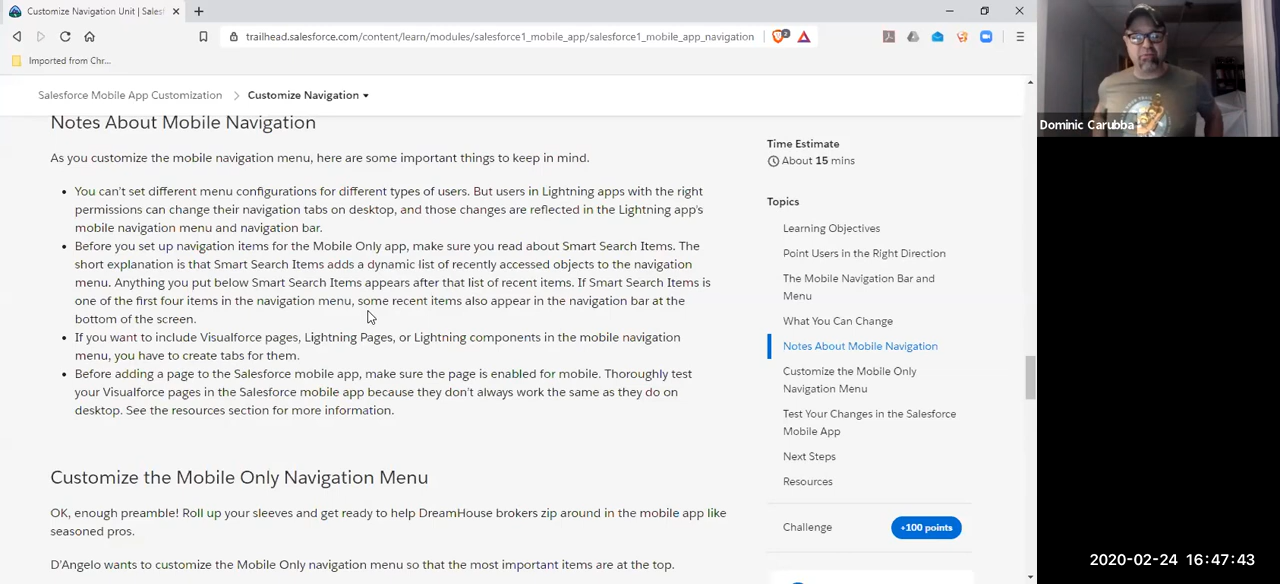 Customize Navigation Unit | Salesf
trailhead.salesforce.com/content/learn/modules/salesforce1_mobile_app/salesforce1_mobile_app_navigation
2
Imported from Chr...
Salesforce Mobile App Customization
Customize Navigation
Notes About Mobile Navigation
As you customize the mobile navigation menu, here are some important things to keep in mind.
• You can't set different menu configurations for different types of users. But users in Lightning apps with the right
permissions can change their navigation tabs on desktop, and those changes are reflected in the Lightning app's
mobile navigation menu and navigation bar.
• Before you set up navigation items for the Mobile Only app, make sure you read about Smart Search Items. The
short explanation is that Smart Search Items adds a dynamic list of recently accessed objects to the navigation
menu. Anything you put below Smart Search Items appears after that list of recent items. If Smart Search Items is
one of the first four items in the navigation menu, some recent items also appear in the navigation bar at the
bottom of the screen.
• If you want to include Visualforce pages, Lightning Pages, or Lightning components in the mobile navigation
menu, you have to create tabs for them.
• Before adding a page to the Salesforce mobile app, make sure the page is enabled for mobile. Thoroughly test
your Visualforce pages in the Salesforce mobile app because they don't always work the same as they do on
desktop. See the resources section for more information.
Customize the Mobile Only Navigation Menu
OK, enough preamble! Roll up your sleeves and get ready to help DreamHouse brokers zip around in the mobile app like
seasoned pros.
D'Angelo wants to customize the Mobile Only navigation menu so that the most important items are at the top.
Time Estimate
About 15 mins
Topics
Learning Objectives
Point Users in the Right Direction
The Mobile Navigation Bar and
Menu
What You Can Change
Notes About Mobile Navigation
Customize the Mobile Only
Navigation Menu
Test Your Changes in the Salesforce
Mobile App
Next Steps
Resources
Challenge
+100 points
Dominic Carubba
2020-02-24 16:47:43